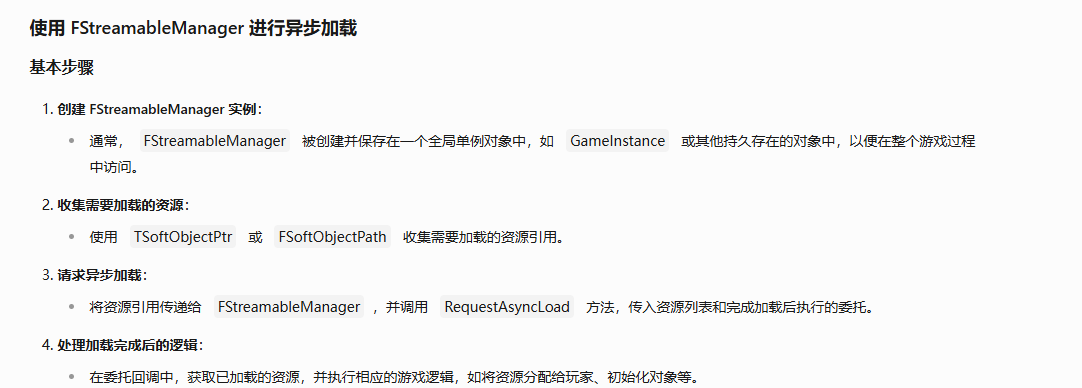 使用 FStreamableManager 进行异步加载
基本步骤
1. 创建 FStreamableManager 实例：
通常， FStreamableManager 被创建并保存在一个全局单例对象中，如 GameInstance 或其他持久存在的对象中，以便在整个游戏过程
中访问。
2. 收集需要加载的资源：
使用 TSoftObjectPtr 或 FSoftObjectPath 收集需要加载的资源引用。
3. 请求异步加载：
将资源引用传递给 FStreamableManager ，并调用 RequestAsyncLoad 方法，传入资源列表和完成加载后执行的委托。
4. 处理加载完成后的逻辑：
在委托回调中，获取已加载的资源，并执行相应的游戏逻辑，如将资源分配给玩家、初始化对象等。